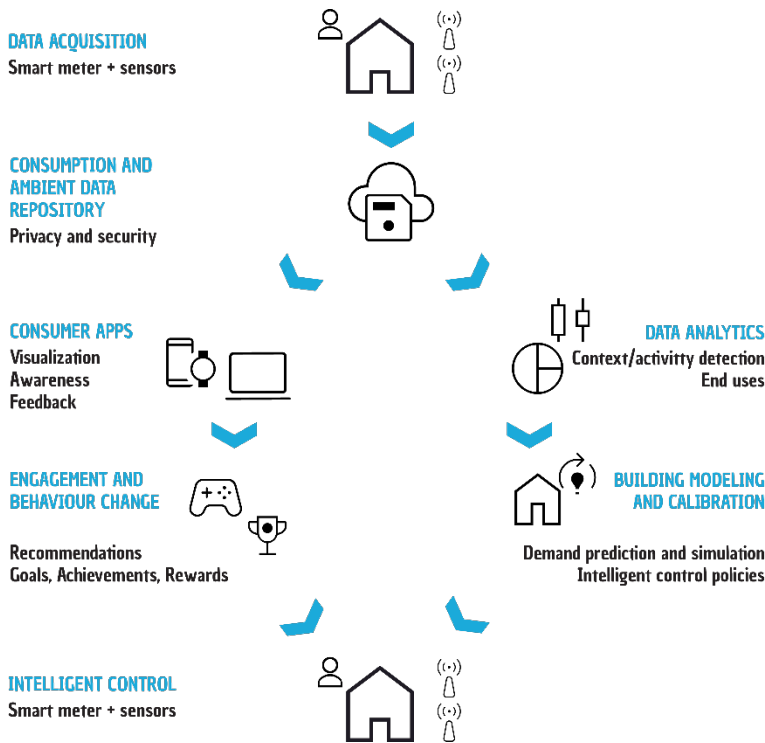 DATA ACQUISITION
Smart meter + sensors
CONSUMPTION AND
AMBIENT DATA
REPOSITORY
Privacy and security
CONSUMER APPS
Visualization
Awareness
Feedback
DATA ANALYTICS
Context/activitty detection
End uses
ENGAGEMENT AND
BEHAVIOUR CHANGE
Recommendations
Goals, Achievements, Rewards
BUILDING MODELING
AND CALIBRATION
Demand prediction and simulation
Intelligent control policies
INTELLIGENT CONTROL
Smart meter + sensors